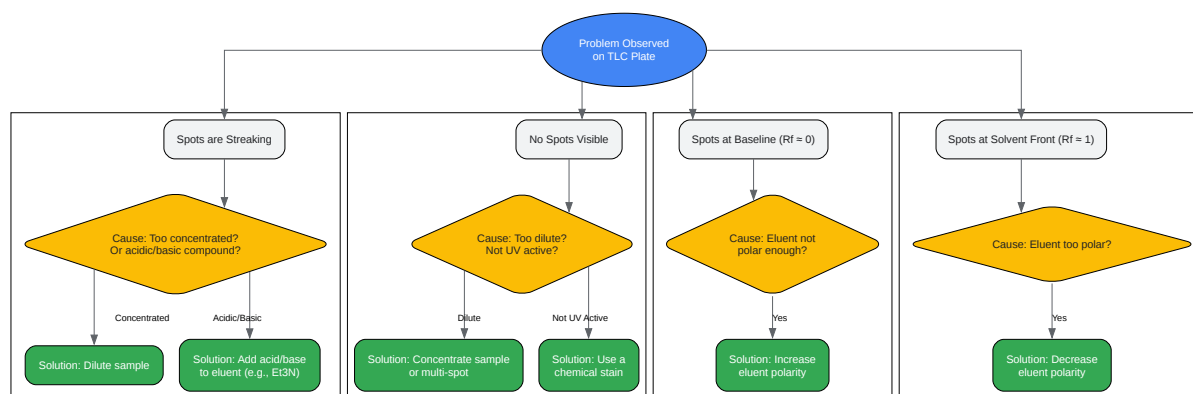 Problem Observed
on TLC Plate
Spots are Streaking
No Spots Visible
Spots at Baseline (Rf ≈ 0)
Spots at Solvent Front (Rf ≈ 1)
Cause: Too concentrated?
Or acidic/basic compound?
Cause: Too dilute?
Not UV active?
Cause: Eluent not
polar enough?
Cause: Eluent too polar?
Concentrated
Acidic/Basic
Dilute
Not UV Active
Yes
Yes
Solution: Dilute sample
Solution: Add acid/base
to eluent (e.g., Et3N)
Solution: Concentrate sample
or multi-spot
Solution: Use a
chemical stain
Solution: Increase
eluent polarity
Solution: Decrease
eluent polarity